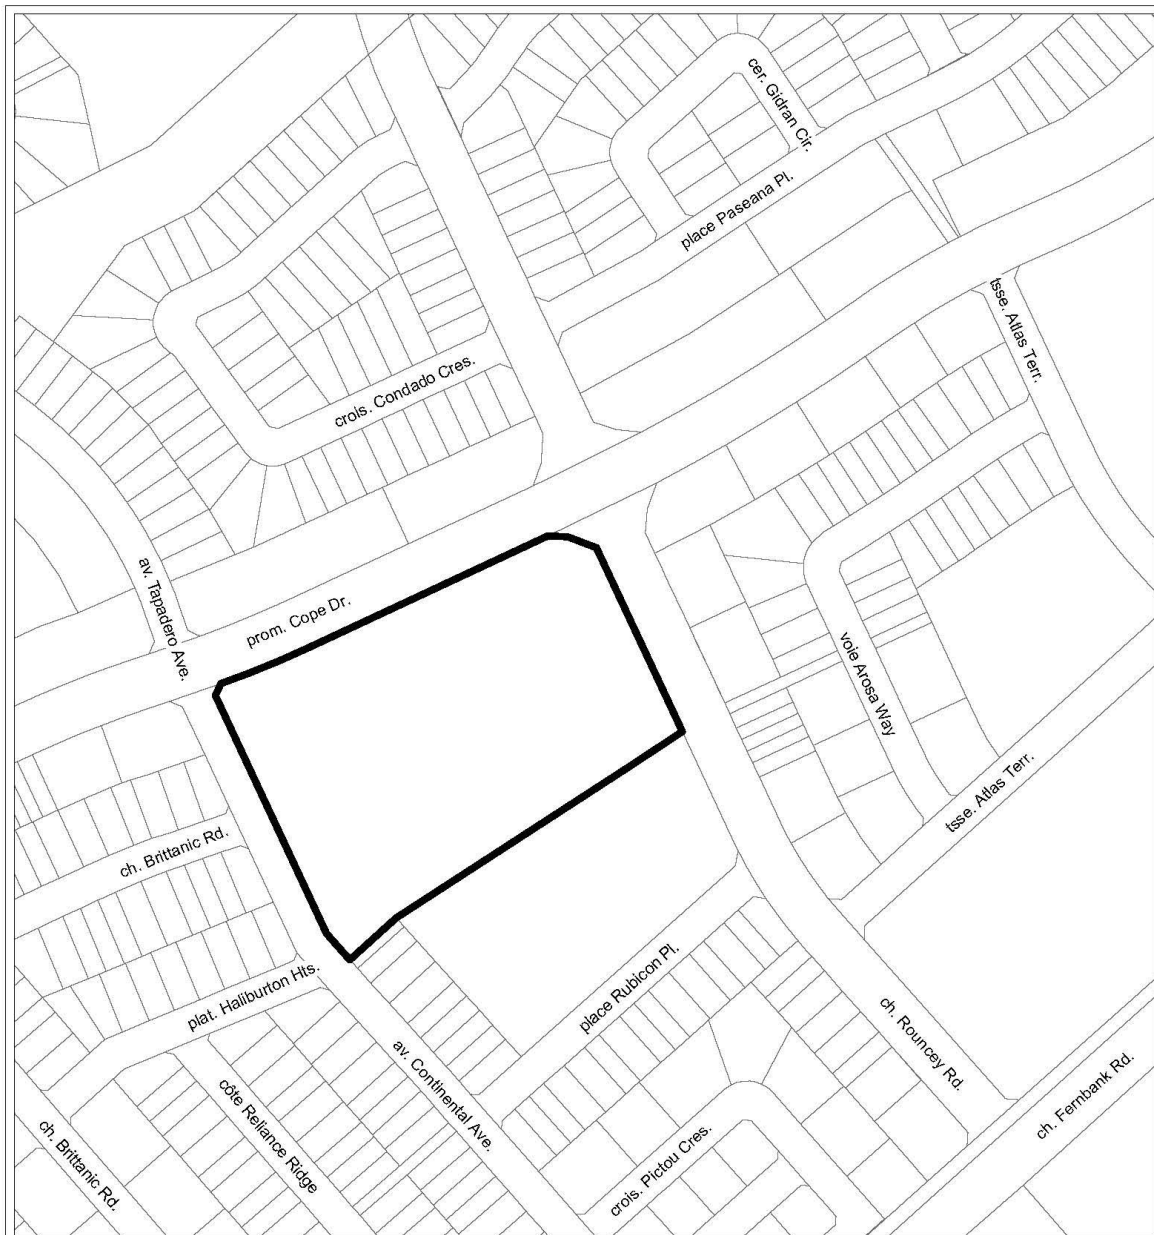 cer. Gidran Cir.
place Paseana Pl.
tsse. Atlas Terr.
crois. Condado Cres.
av. Tapadero Ave.
prom. Cope Dr.
voie Arosa Way
tsse. Atlas Terr.
ch. Brittanic Rd.
plat. Haliburton Hts.
place Rubicon Pl.
ch. Rouncey Rd.
av. Continental Ave.
côte Reliance Ridge
ch. Fernbank Rd.
ch. Brittanic Rd.
crois. Pictou Cres.